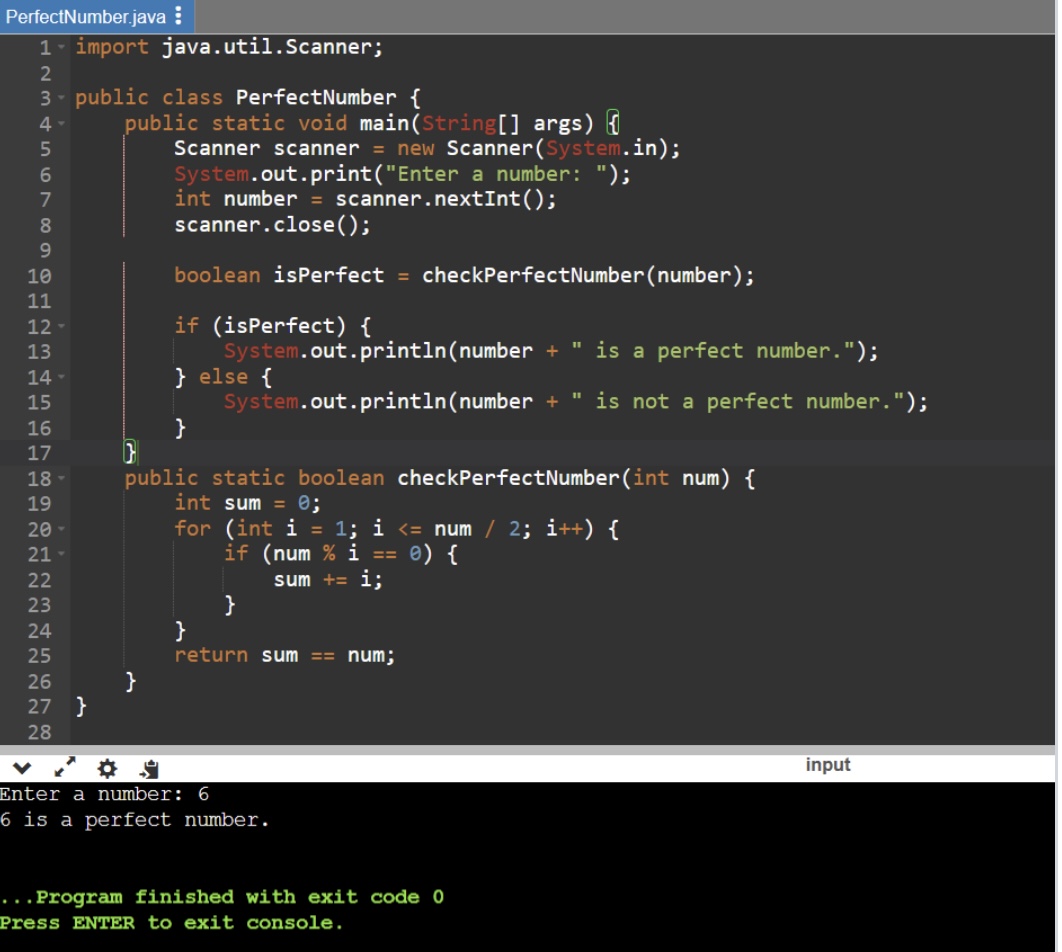 PerfectNumber.java
1 import java.util.Scanner;
2
3 public class PerfectNumber {
4     public static void main(String[] args) {
5         Scanner scanner = new Scanner(System.in);
6         System.out.print("Enter a number: ");
7         int number = scanner.nextInt();
8         scanner.close();
9
10         boolean isPerfect = checkPerfectNumber(number);
11
12         if (isPerfect) {
13             System.out.println(number + " is a perfect number.");
14         } else {
15             System.out.println(number + " is not a perfect number.");
16         }
17     }
18     public static boolean checkPerfectNumber(int num) {
19         int sum = 0;
20         for (int i = 1; i <= num / 2; i++) {
21             if (num % i == 0) {
22                 sum += i;
23             }
24         }
25         return sum == num;
26     }
27 }
28
input
Enter a number: 6
6 is a perfect number.
...Program finished with exit code 0
Press ENTER to exit console.